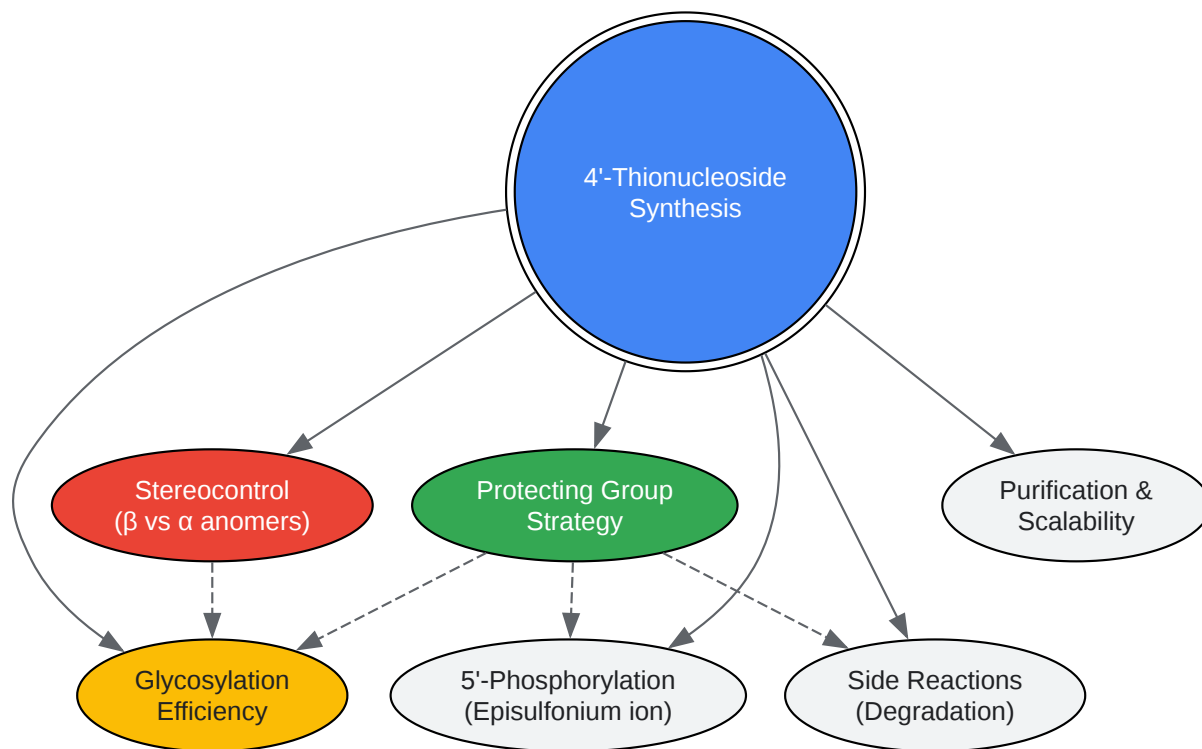 4'-Thionucleoside
Synthesis
Stereocontrol
(β vs α anomers)
Protecting Group
Strategy
Purification &
Scalability
Glycosylation
Efficiency
5'-Phosphorylation
(Episulfonium ion)
Side Reactions
(Degradation)